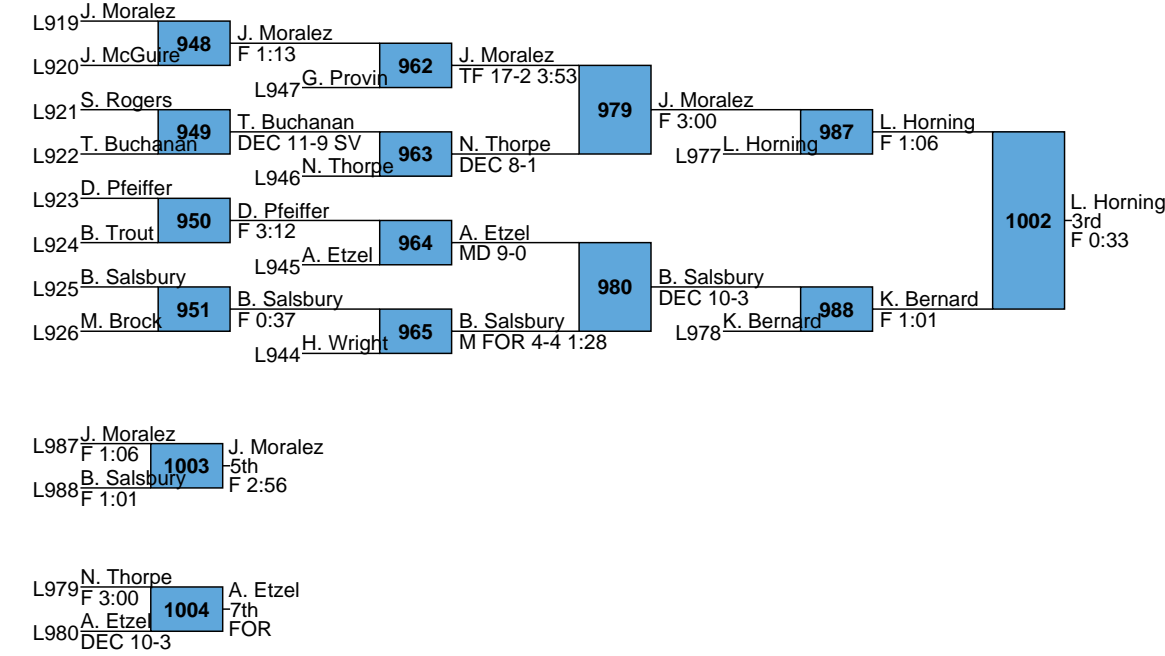 L919 J. Moralez
948
L920 J. McGuire
J. Moralez
F 1:13
962
L947 G. Provin
J. Moralez
TF 17-2 3:53
L921 S. Rogers
949
L922 T. Buchanan
T. Buchanan
DEC 11-9 SV
963
L946 N. Thorpe
N. Thorpe
DEC 8-1
979
J. Moralez
F 3:00
987
L977 L. Horning
L. Horning
F 1:06
L923 D. Pfeiffer
950
L924 B. Trout
D. Pfeiffer
F 3:12
964
L945 A. Etzel
A. Etzel
MD 9-0
L925 B. Salsbury
951
L926 M. Brock
B. Salsbury
F 0:37
965
L944 H. Wright
B. Salsbury
M FOR 4-4 1:28
980
B. Salsbury
DEC 10-3
988
L978 K. Bernard
K. Bernard
F 1:01
1002
L. Horning
3rd
F 0:33
L987 J. Moralez
F 1:06
1003
L988 B. Salsbury
F 1:01
J. Moralez
5th
F 2:56
L979 N. Thorpe
F 3:00
1004
L980 A. Etzel
DEC 10-3
A. Etzel
7th
FOR